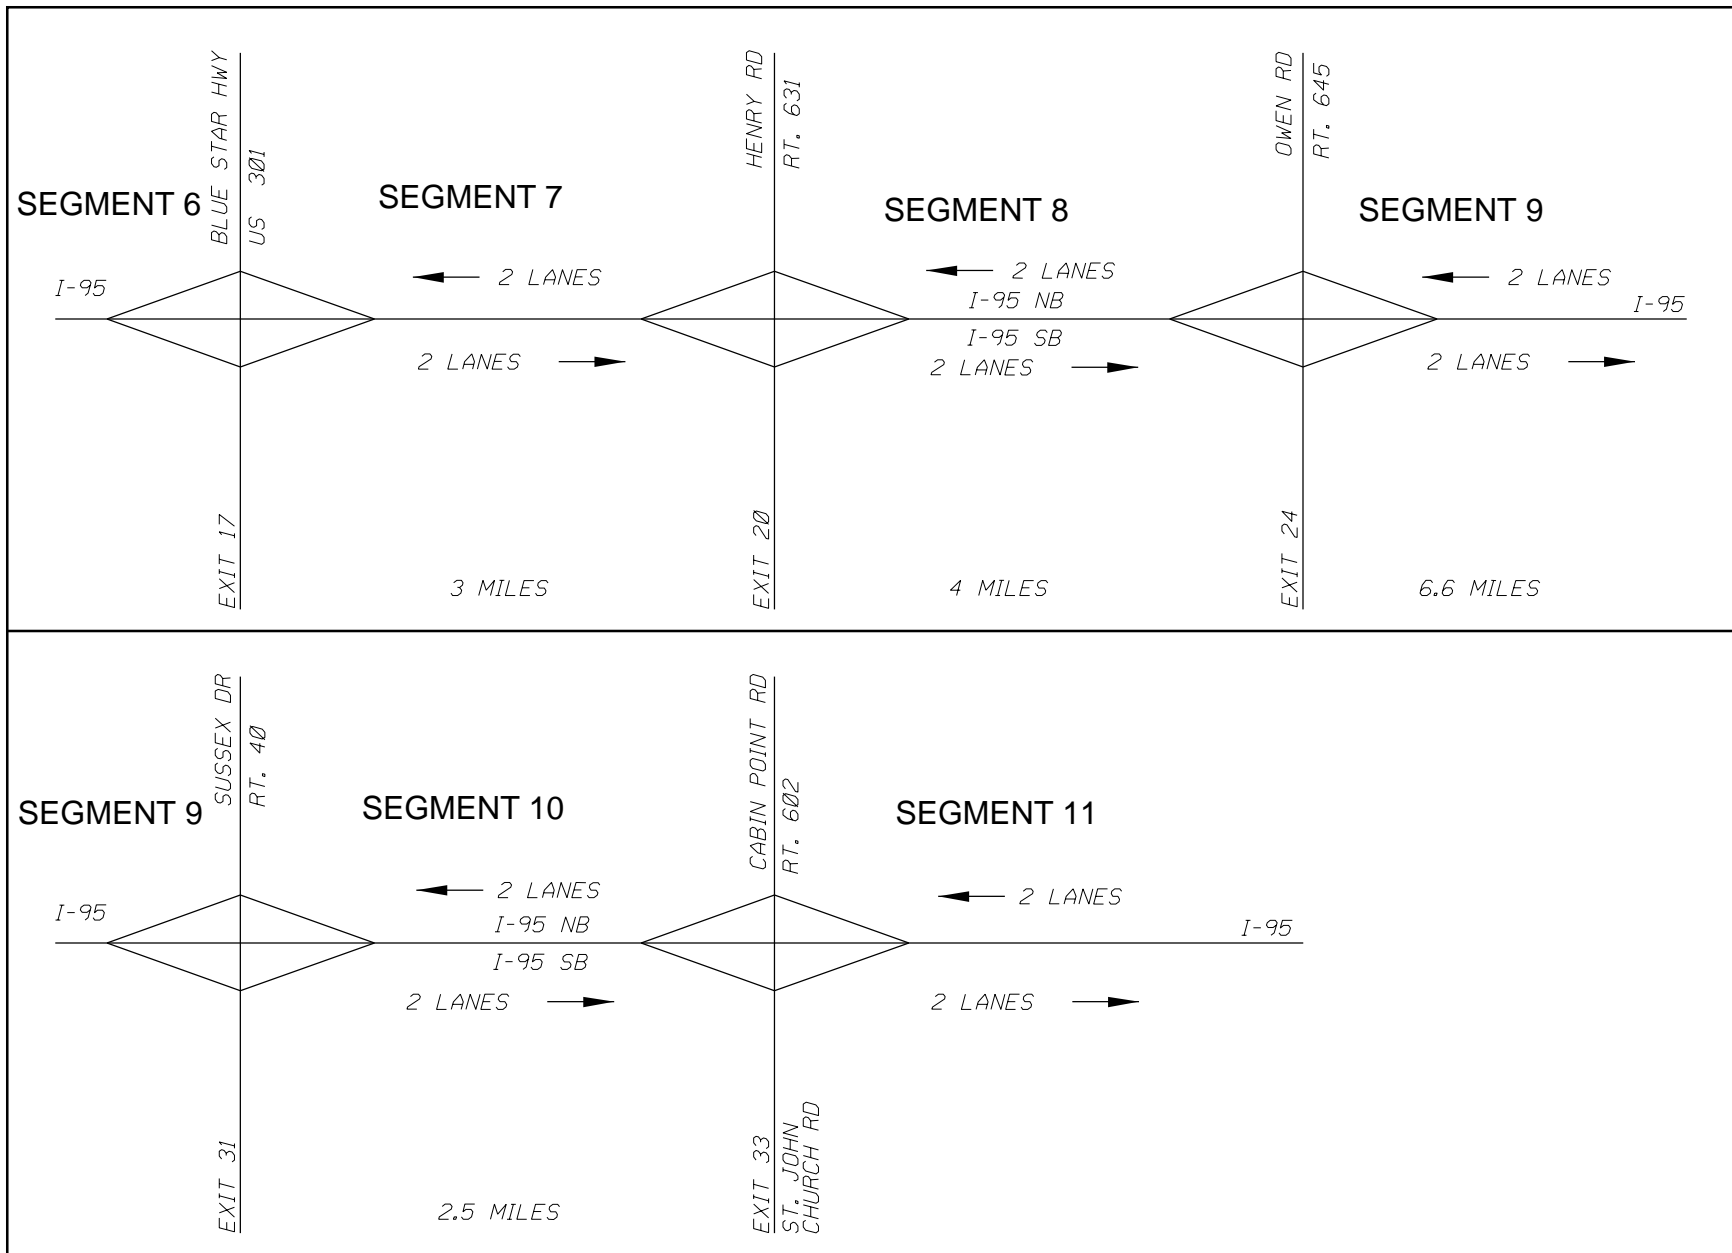 BLUE STAR HWY
US 301
HENRY RD
RT. 631
OWEN RD
RT. 645
SEGMENT 6
SEGMENT 7
SEGMENT 8
SEGMENT 9
I-95
2 LANES
2 LANES
I-95 NB
I-95 SB
2 LANES
2 LANES
2 LANES
I-95
2 LANES
EXIT 17
3 MILES
EXIT 20
4 MILES
EXIT 24
6.6 MILES
SUSSEX DR
RT. 40
CABIN POINT RD
RT. 602
SEGMENT 9
SEGMENT 10
SEGMENT 11
I-95
2 LANES
I-95 NB
I-95 SB
2 LANES
2 LANES
I-95
2 LANES
EXIT 31
2.5 MILES
EXIT 33
ST. JOHN
CHURCH RD